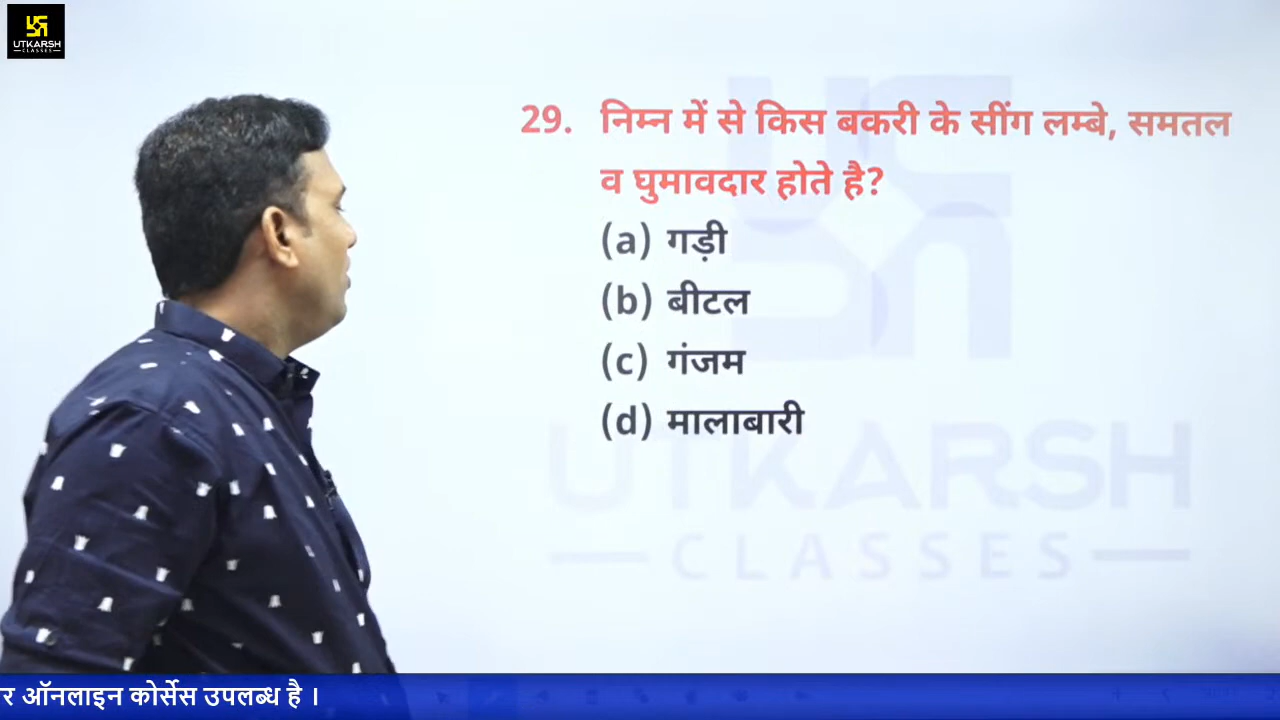 UTKARSH
CLASSES
29. निम्न में से किस बकरी के सींग लम्बे, समतल
व घुमावदार होते है?
(a) गड़ी
(b) बीटल
(c) गंजम
(d) मालाबारी
UTKARSH
CLASSES
र ऑनलाइन कोर्सेस उपलब्ध है ।